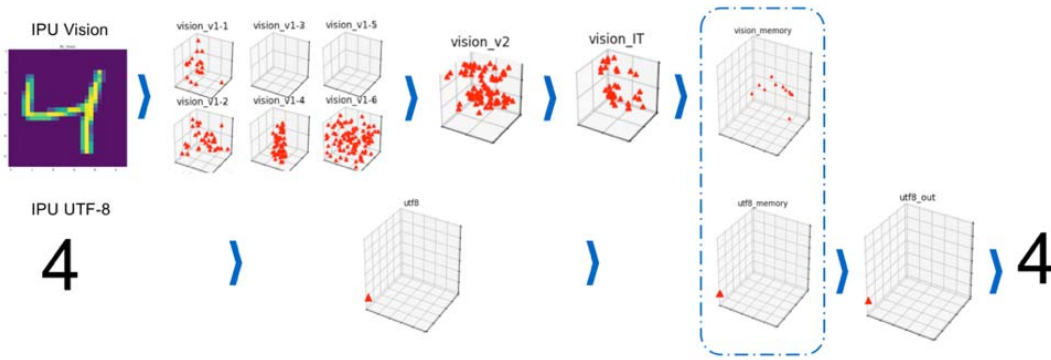 IPU Vision
vision_v1-1
vision_v1-3
vision_v1-5
vision_v1-2
vision_v1-4
vision_v1-6
vision_v2
vision_IT
vision_memory
IPU UTF-8
4
utf8
utf8_memory
utf8_out
4